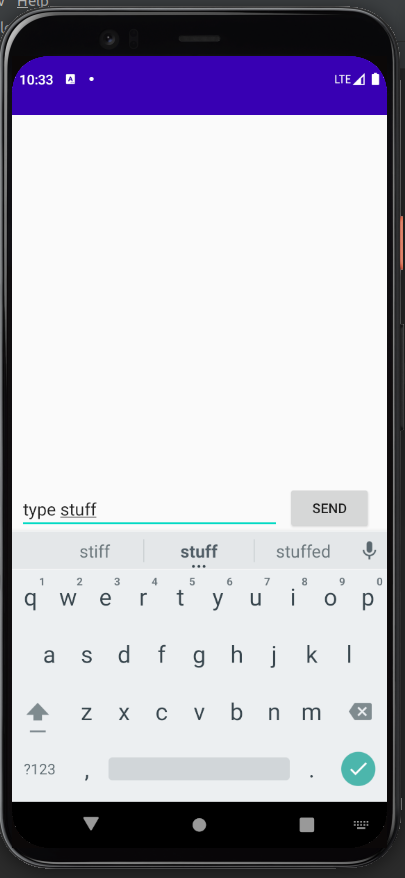 Help
10:33 A LTE
type stuff SEND
stiff stuff stuffed
1 2 3 4 5 6 7 8 9 0
q w e r t y u i o p
a s d f g h j k l
z x c v b n m
?123 , .